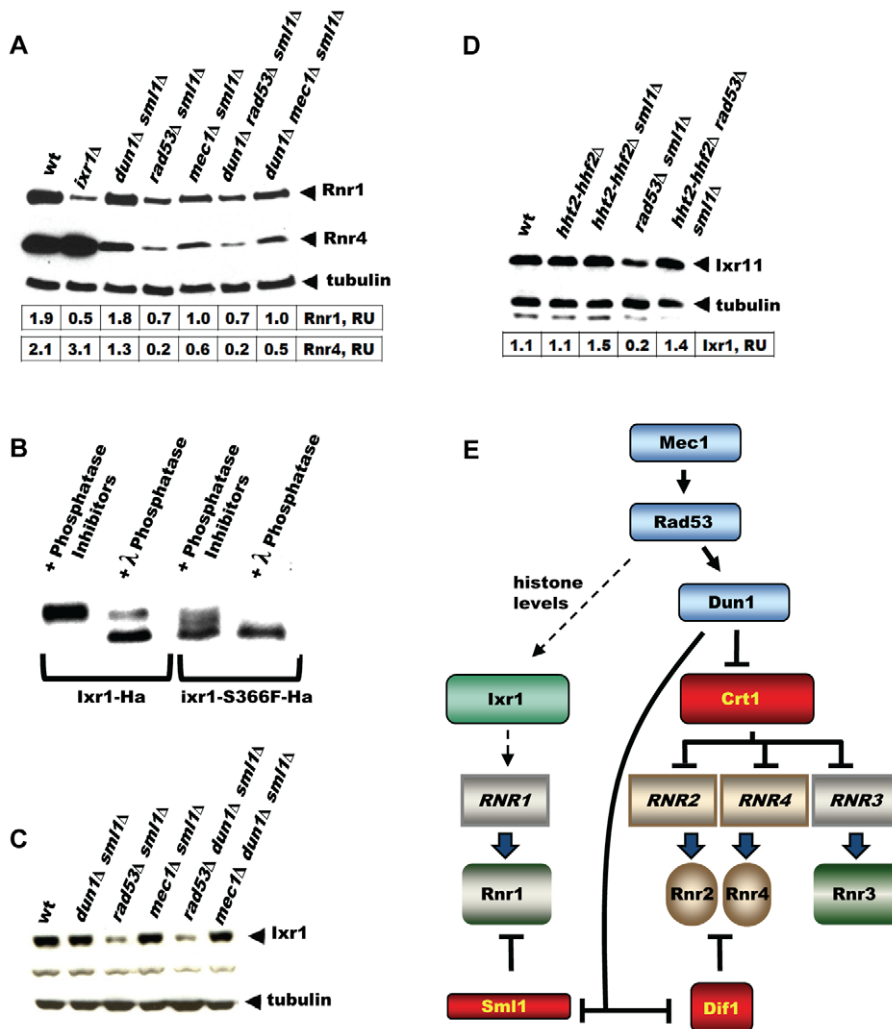 A
wt
ixr1Δ
dun1Δ sml1Δ
rad53Δ sml1Δ
mec1Δ sml1Δ
dun1Δ rad53Δ sml1Δ
dun1Δ mec1Δ sml1Δ
Rnr1
Rnr4
tubulin
1.9 0.5 1.8 0.7 1.0 0.7 1.0 Rnr1, RU
2.1 3.1 1.3 0.2 0.6 0.2 0.5 Rnr4, RU
D
wt
hht2-hhf2Δ
hht2-hhf2Δ sml1Δ
rad53Δ sml1Δ
hht2-hhf2Δ rad53Δ
sml1Δ
Ixr11
tubulin
1.1 1.1 1.5 0.2 1.4 Ixr1, RU
B
+ Phosphatase
Inhibitors
+ λ Phosphatase
+ Phosphatase
Inhibitors
+ λ Phosphatase
Ixr1-Ha
ixr1-S366F-Ha
C
wt
dun1Δ sml1Δ
rad53Δ sml1Δ
mec1Δ sml1Δ
rad53Δ dun1Δ sml1Δ
mec1Δ dun1Δ sml1Δ
Ixr1
tubulin
E
Mec1
Rad53
histone
levels
Dun1
Ixr1
Crt1
RNR1
RNR2
RNR4
RNR3
Rnr1
Rnr2
Rnr4
Rnr3
Sml1
Dif1